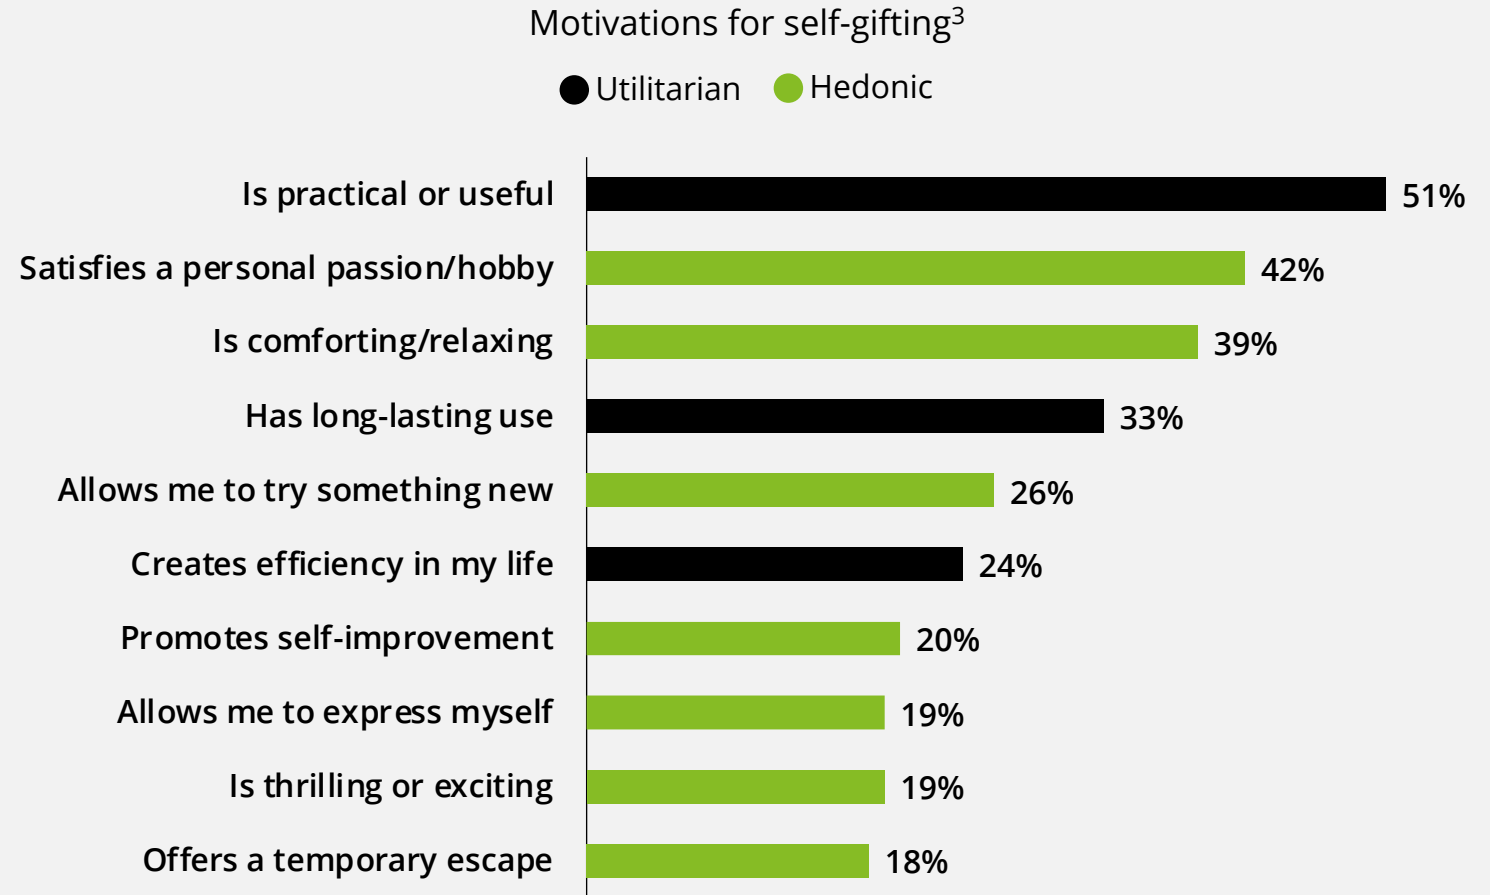 Motivations for self-gifting³
Utilitarian Hedonic
Is practical or useful 51%
Satisfies a personal passion/hobby 42%
Is comforting/relaxing 39%
Has long-lasting use 33%
Allows me to try something new 26%
Creates efficiency in my life 24%
Promotes self-improvement 20%
Allows me to express myself 19%
Is thrilling or exciting 19%
Offers a temporary escape 18%